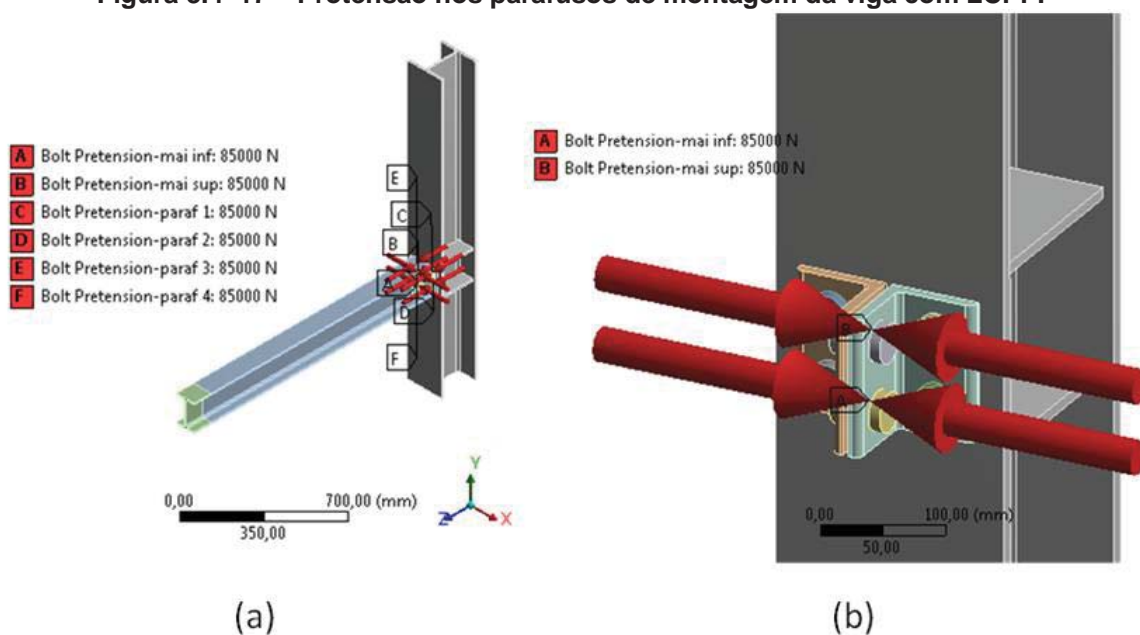 Figura Protensão nos parafusos de montagem da viga com
A Bolt Pretension-mai inf: 85000 N
B Bolt Pretension-mai sup: 85000 N
C Bolt Pretension-paraf 1: 85000 N
D Bolt Pretension-paraf 2: 85000 N
E Bolt Pretension-paraf 3: 85000 N
F Bolt Pretension-paraf 4: 85000 N
E
C
B
A
D
F
0,00 700,00 (mm)
350,00
Y
Z X
(a)
A Bolt Pretension-mai inf: 85000 N
B Bolt Pretension-mai sup: 85000 N
B
A
0,00 100,00 (mm)
50,00
(b)